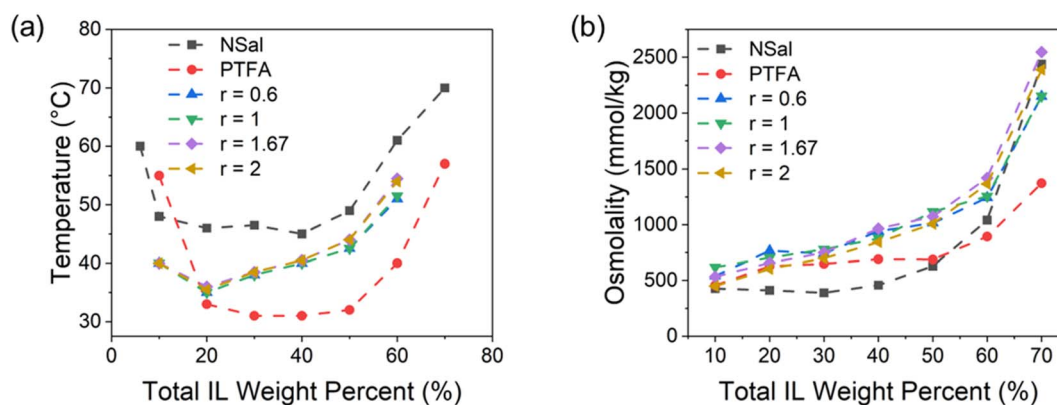 (a)
80
70
60
50
40
30
Temperature (°C)
NSal
PTFA
r = 0.6
r = 1
r = 1.67
r = 2
0 20 40 60 80
Total IL Weight Percent (%)
(b)
2500
2000
1500
1000
500
0
Osmolality (mmol/kg)
NSal
PTFA
r = 0.6
r = 1
r = 1.67
r = 2
10 20 30 40 50 60 70
Total IL Weight Percent (%)